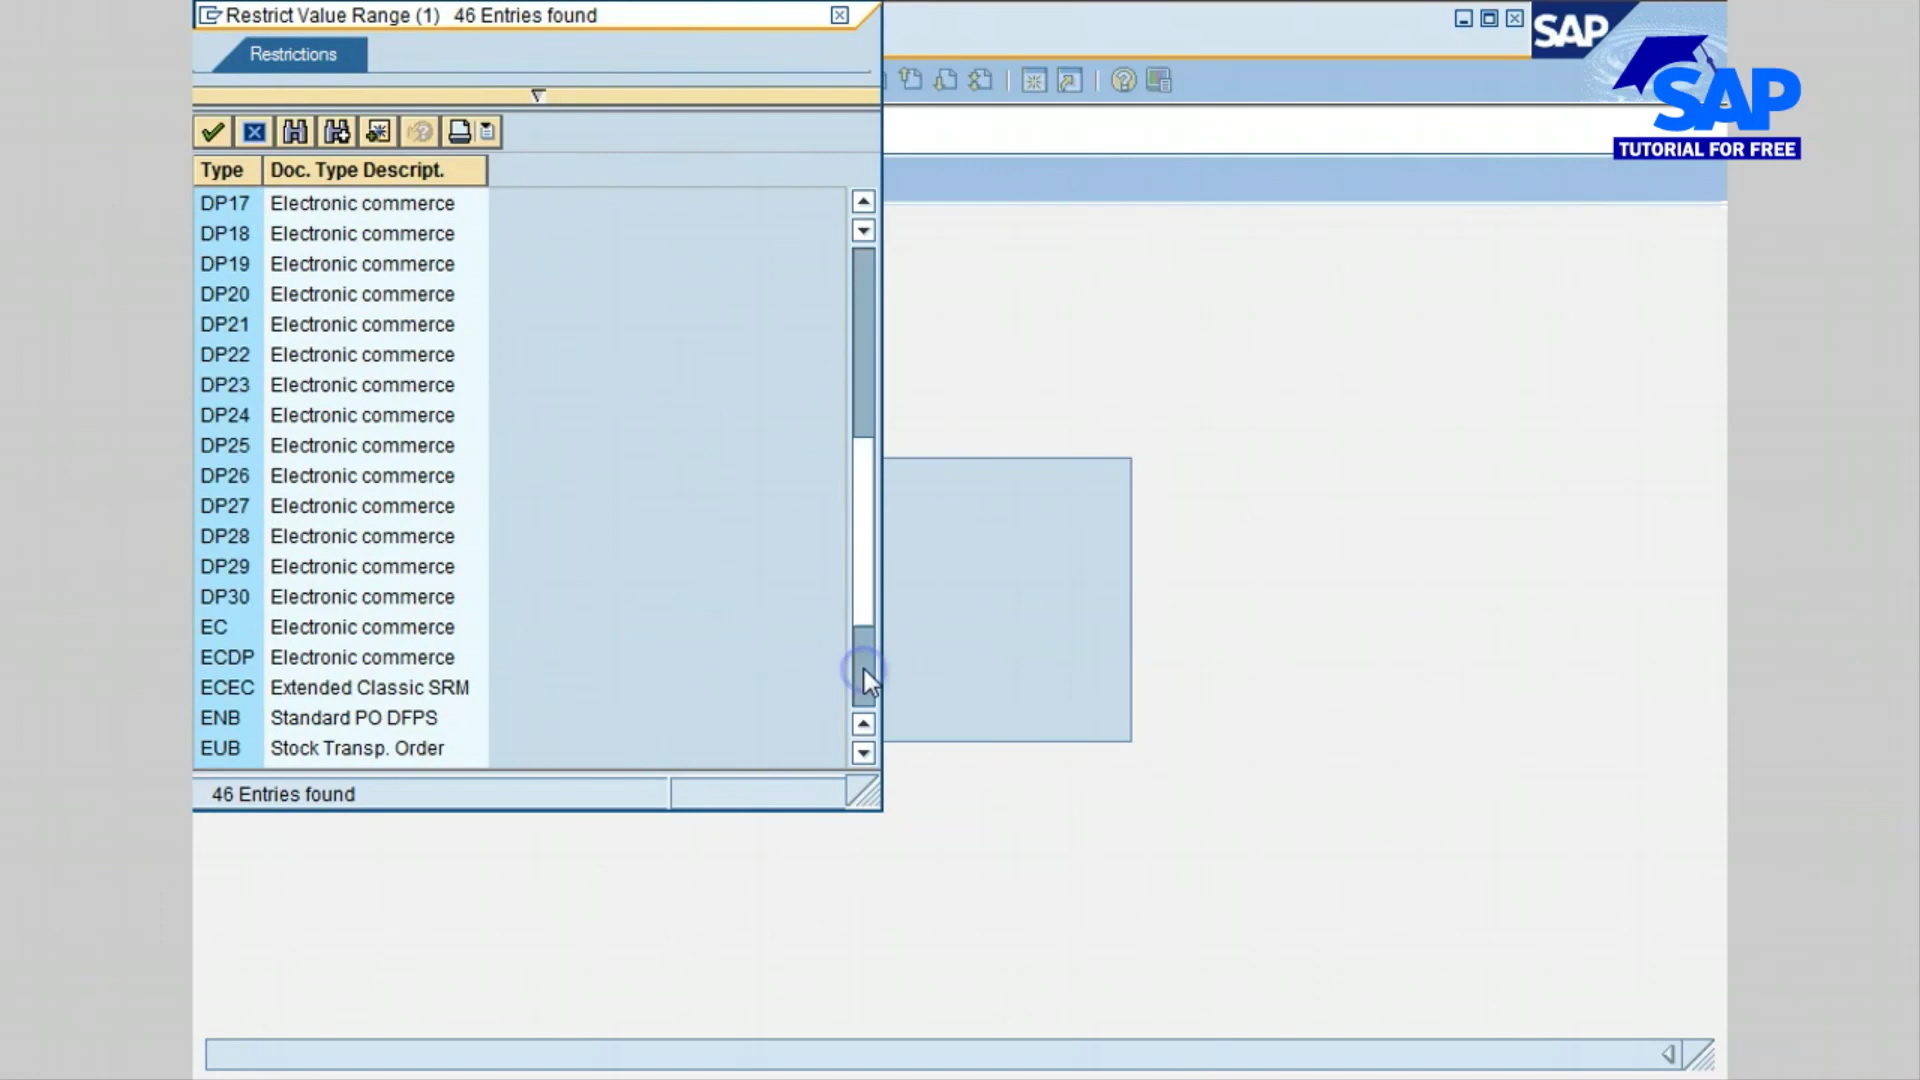 Restrict Value Range (1)   46 Entries found
SAP
SAP
TUTORIAL FOR FREE
Restrictions
Type Doc. Type Descript.
DP17 Electronic commerce
DP18 Electronic commerce
DP19 Electronic commerce
DP20 Electronic commerce
DP21 Electronic commerce
DP22 Electronic commerce
DP23 Electronic commerce
DP24 Electronic commerce
DP25 Electronic commerce
DP26 Electronic commerce
DP27 Electronic commerce
DP28 Electronic commerce
DP29 Electronic commerce
DP30 Electronic commerce
EC Electronic commerce
ECDP Electronic commerce
ECEC Extended Classic SRM
ENB Standard PO DFPS
EUB Stock Transp. Order
46 Entries found